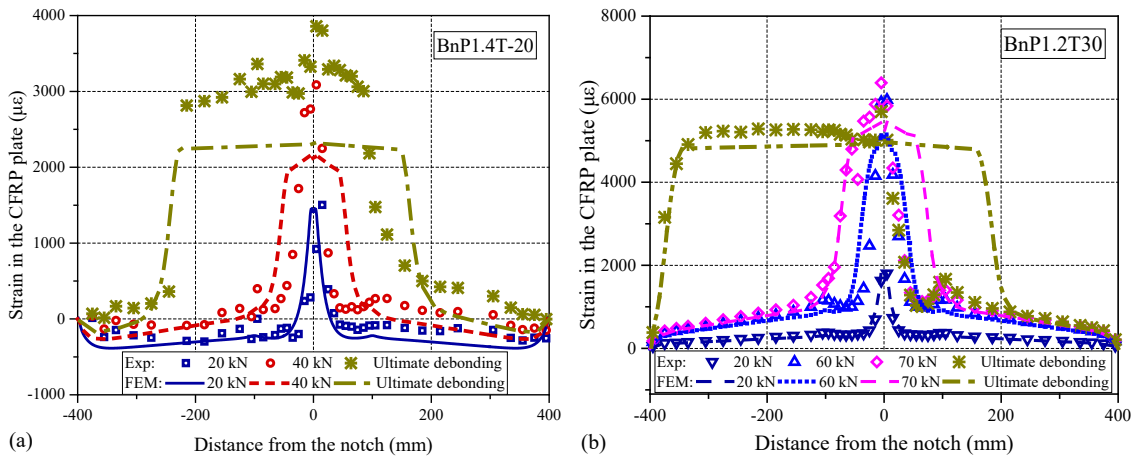 BnP1.4T-20
4000
3000
2000
1000
0
-1000
Strain in the CFRP plate (με)
Exp: 20 kN 40 kN Ultimate debonding
FEM: 20 kN 40 kN Ultimate debonding
-400 -200 0 200 400
(a) Distance from the notch (mm)
BnP1.2T30
8000
6000
4000
2000
0
Strain in the CFRP plate (με)
Exp: 20 kN 60 kN 70 kN Ultimate debonding
FEM: 20 kN 60 kN 70 kN Ultimate debonding
-400 -200 0 200 400
(b) Distance from the notch (mm)